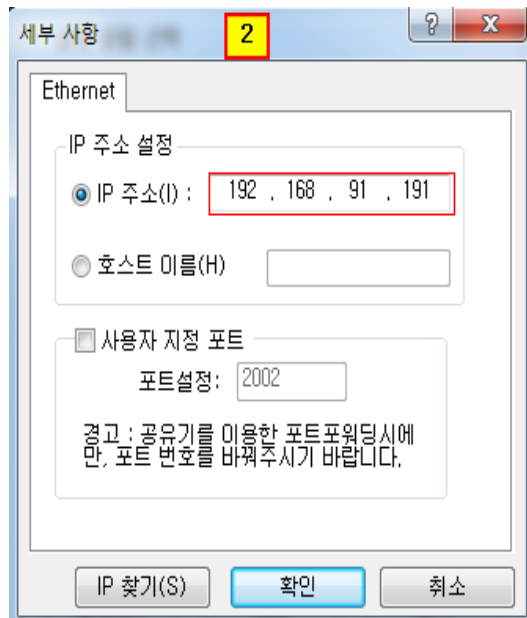 세부 사항
2
Ethernet
IP 주소 설정
IP 주소(I) : 192 . 168 . 91 . 191
호스트 이름(H)
사용자 지정 포트
포트설정: 2002
경고 : 공유기를 이용한 포트포워딩시에
만, 포트 번호를 바꿔주시기 바랍니다.
IP 찾기(S) 확인 취소